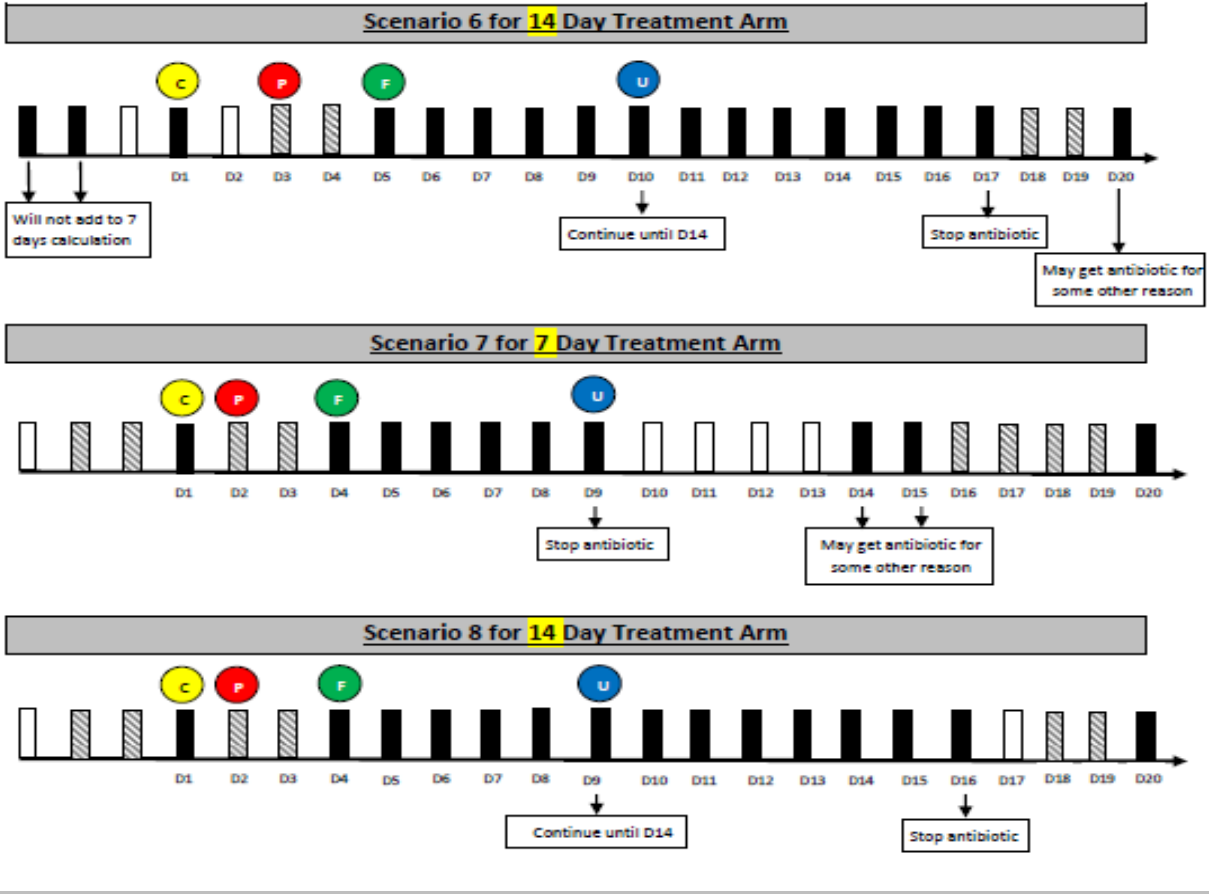 Scenario 6 for 14 Day Treatment Arm
C P F U
D1 D2 D3 D4 D5 D6 D7 D8 D9 D10 D11 D12 D13 D14 D15 D16 D17 D18 D19 D20
Will not add to 7
days calculation
Continue until D14
Stop antibiotic
May get antibiotic for
some other reason
Scenario 7 for 7 Day Treatment Arm
C P F U
D1 D2 D3 D4 D5 D6 D7 D8 D9 D10 D11 D12 D13 D14 D15 D16 D17 D18 D19 D20
Stop antibiotic
May get antibiotic for
some other reason
Scenario 8 for 14 Day Treatment Arm
C P F U
D1 D2 D3 D4 D5 D6 D7 D8 D9 D10 D11 D12 D13 D14 D15 D16 D17 D18 D19 D20
Continue until D14
Stop antibiotic